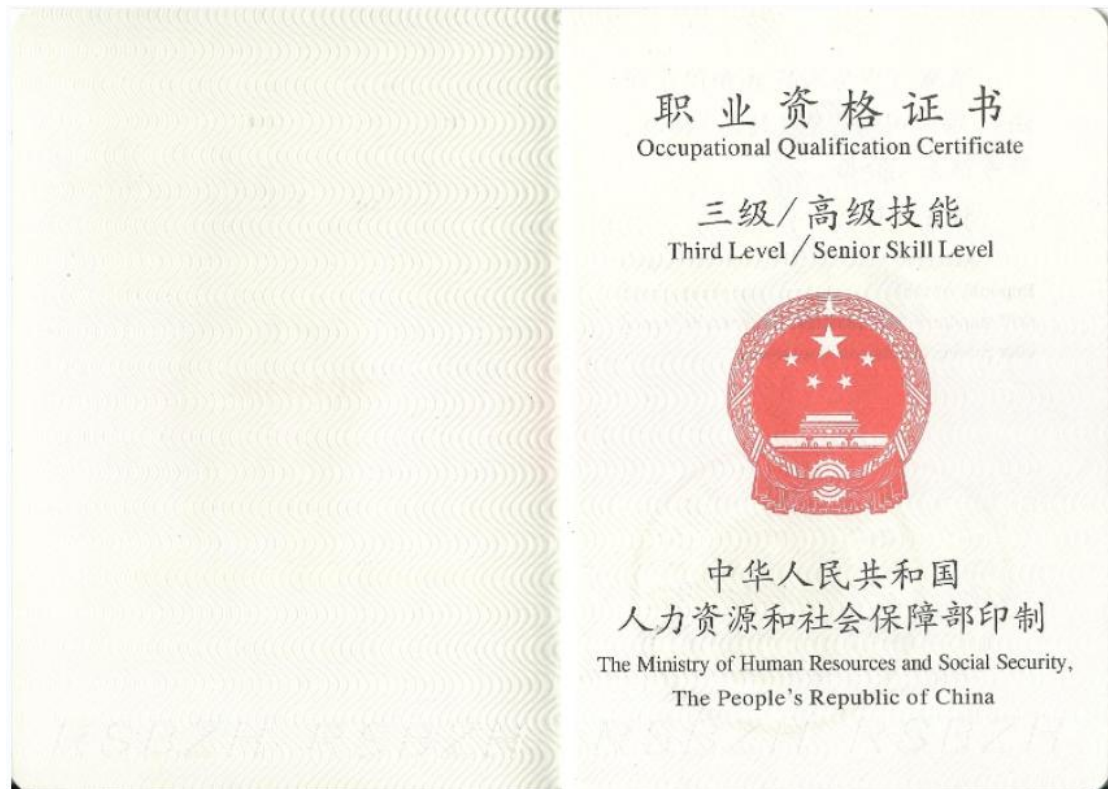 职业资格证书
Occupational Qualification Certificate
三级/高级技能
Third Level/Senior Skill Level
中华人民共和国
人力资源和社会保障部印制
The Ministry of Human Resources and Social Security,
The People's Republic of China